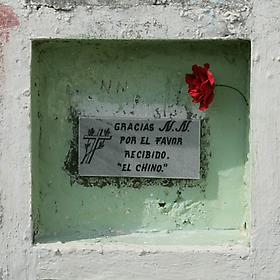 GRACIAS N.N.
POR EL FAVOR
RECIBIDO.
"EL CHINO."